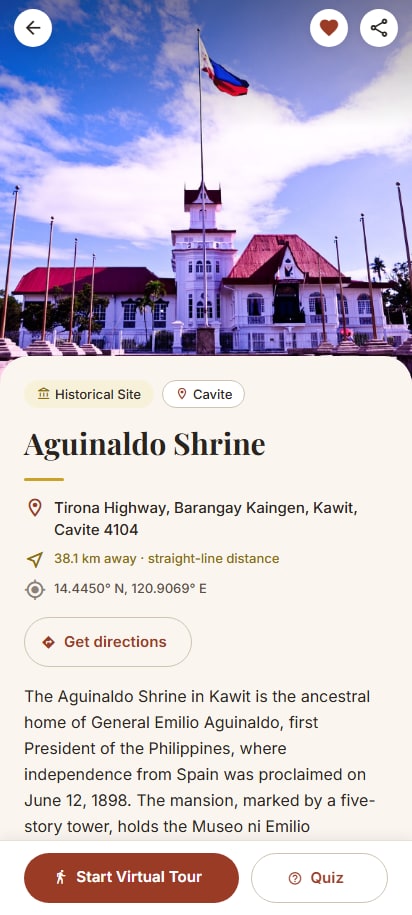 Historical Site
Cavite
Aguinaldo Shrine
Tirona Highway, Barangay Kaingen, Kawit,
Cavite 4104
38.1 km away · straight-line distance
14.4450° N, 120.9069° E
Get directions
The Aguinaldo Shrine in Kawit is the ancestral
home of General Emilio Aguinaldo, first
President of the Philippines, where
independence from Spain was proclaimed on
June 12, 1898. The mansion, marked by a five-
story tower, holds the Museo ni Emilio
Start Virtual Tour
Quiz